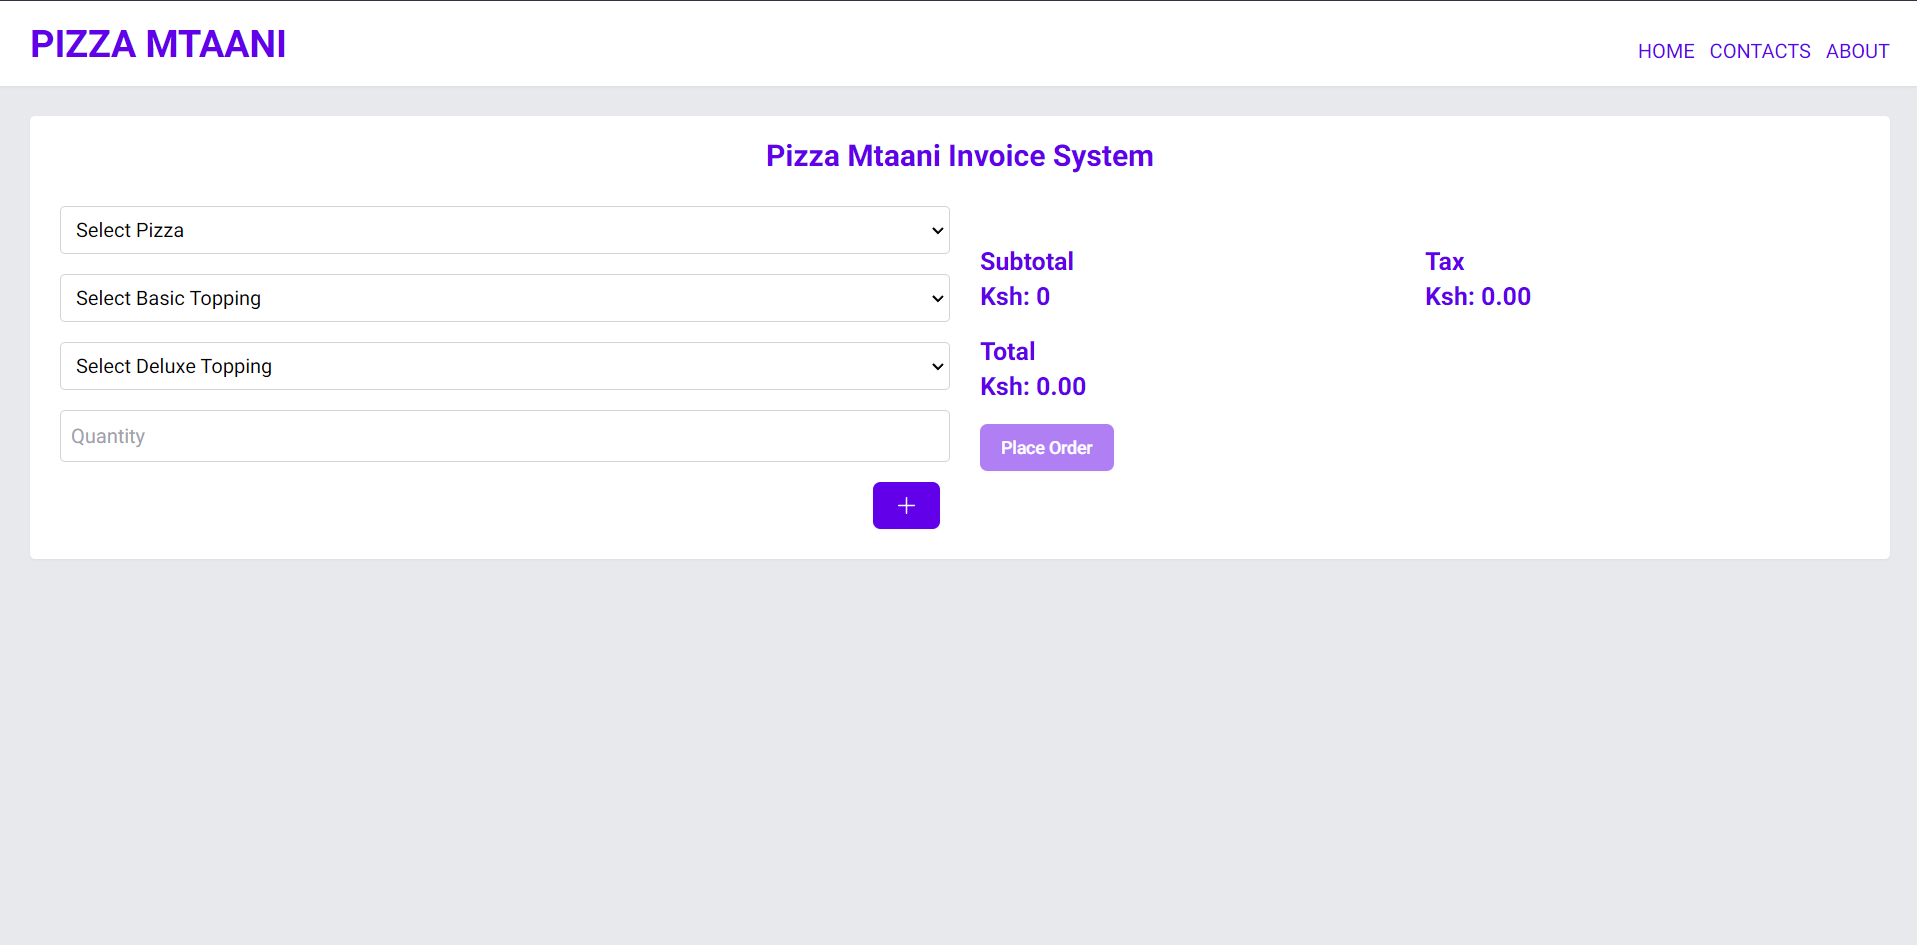 PIZZA MTAANI
HOME CONTACTS ABOUT
Pizza Mtaani Invoice System
Select Pizza
Select Basic Topping
Select Deluxe Topping
Quantity
Subtotal
Ksh: 0
Tax
Ksh: 0.00
Total
Ksh: 0.00
Place Order